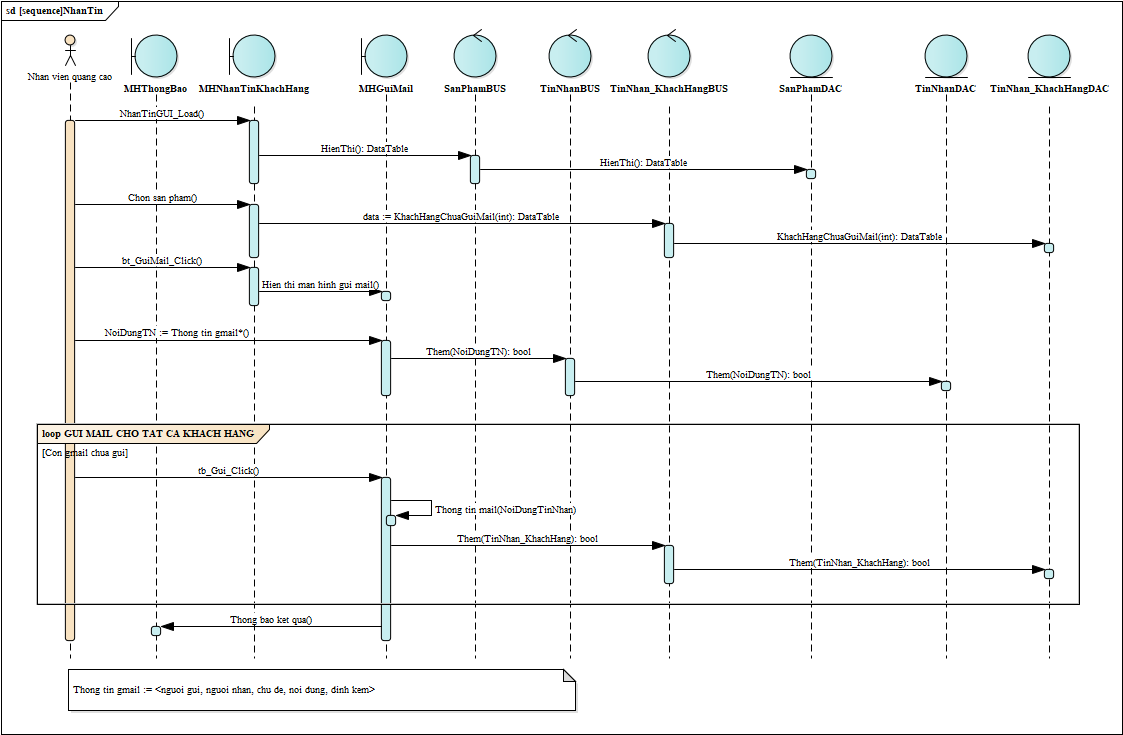 sd [sequence]NhanTin
Nhan vien quang cao
MHThongBao
MHNhanTinKhachHang
MHGuiMail
SanPhamBUS
TinNhanBUS
TinNhan_KhachHangBUS
SanPhamDAC
TinNhanDAC
TinNhan_KhachHangDAC
NhanTinGUI_Load()
HienThi(): DataTable
HienThi(): DataTable
Chon san pham()
data := KhachHangChuaGuiMail(int): DataTable
KhachHangChuaGuiMail(int): DataTable
bt_GuiMail_Click()
Hien thi man hinh gui mail()
NoiDungTN := Thong tin gmail*()
Them(NoiDungTN): bool
Them(NoiDungTN): bool
loop GUI MAIL CHO TAT CA KHACH HANG
[Con gmail chua gui]
tb_Gui_Click()
Thong tin mail(NoiDungTinNhan)
Them(TinNhan_KhachHang): bool
Them(TinNhan_KhachHang): bool
Thong bao ket qua()
Thong tin gmail := <nguoi gui, nguoi nhan, chu de, noi dung, dinh kem>